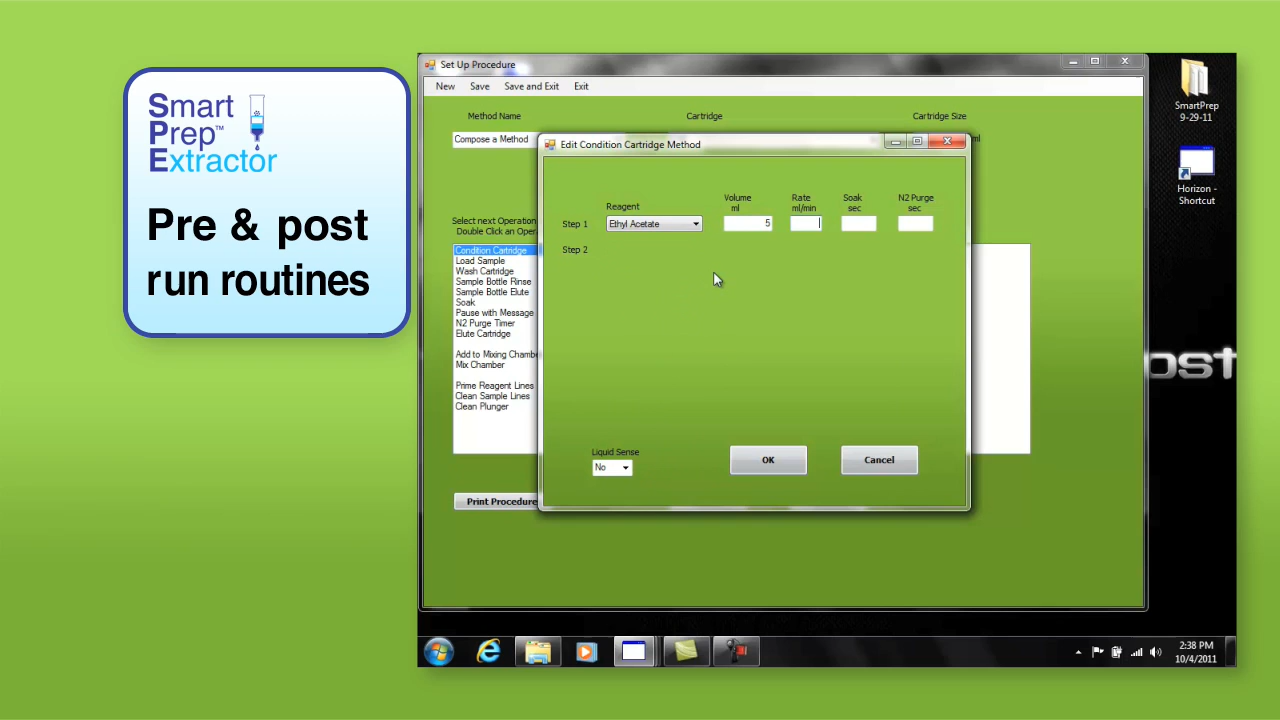 Smart
Prep™
Extractor
Pre & post
run routines
Set Up Procedure
New Save Save and Exit Exit
Method Name Cartridge Cartridge Size
Compose a Method
ml
Select next Operation
Double Click an Oper
Condition Cartridge
Load Sample
Wash Cartridge
Sample Bottle Rinse
Sample Bottle Elute
Soak
Pause with Message
N2 Purge Timer
Elute Cartridge
Add to Mixing Chambe
Mix Chamber
Prime Reagent Lines
Clean Sample Lines
Clean Plunger
Print Procedure
Edit Condition Cartridge Method
Reagent Volume ml Rate ml/min Soak sec N2 Purge sec
Step 1 Ethyl Acetate 5
Step 2
Liquid Sense
No
OK Cancel
SmartPrep
9-29-11
Horizon -
Shortcut
ost
2:38 PM
10/4/2011